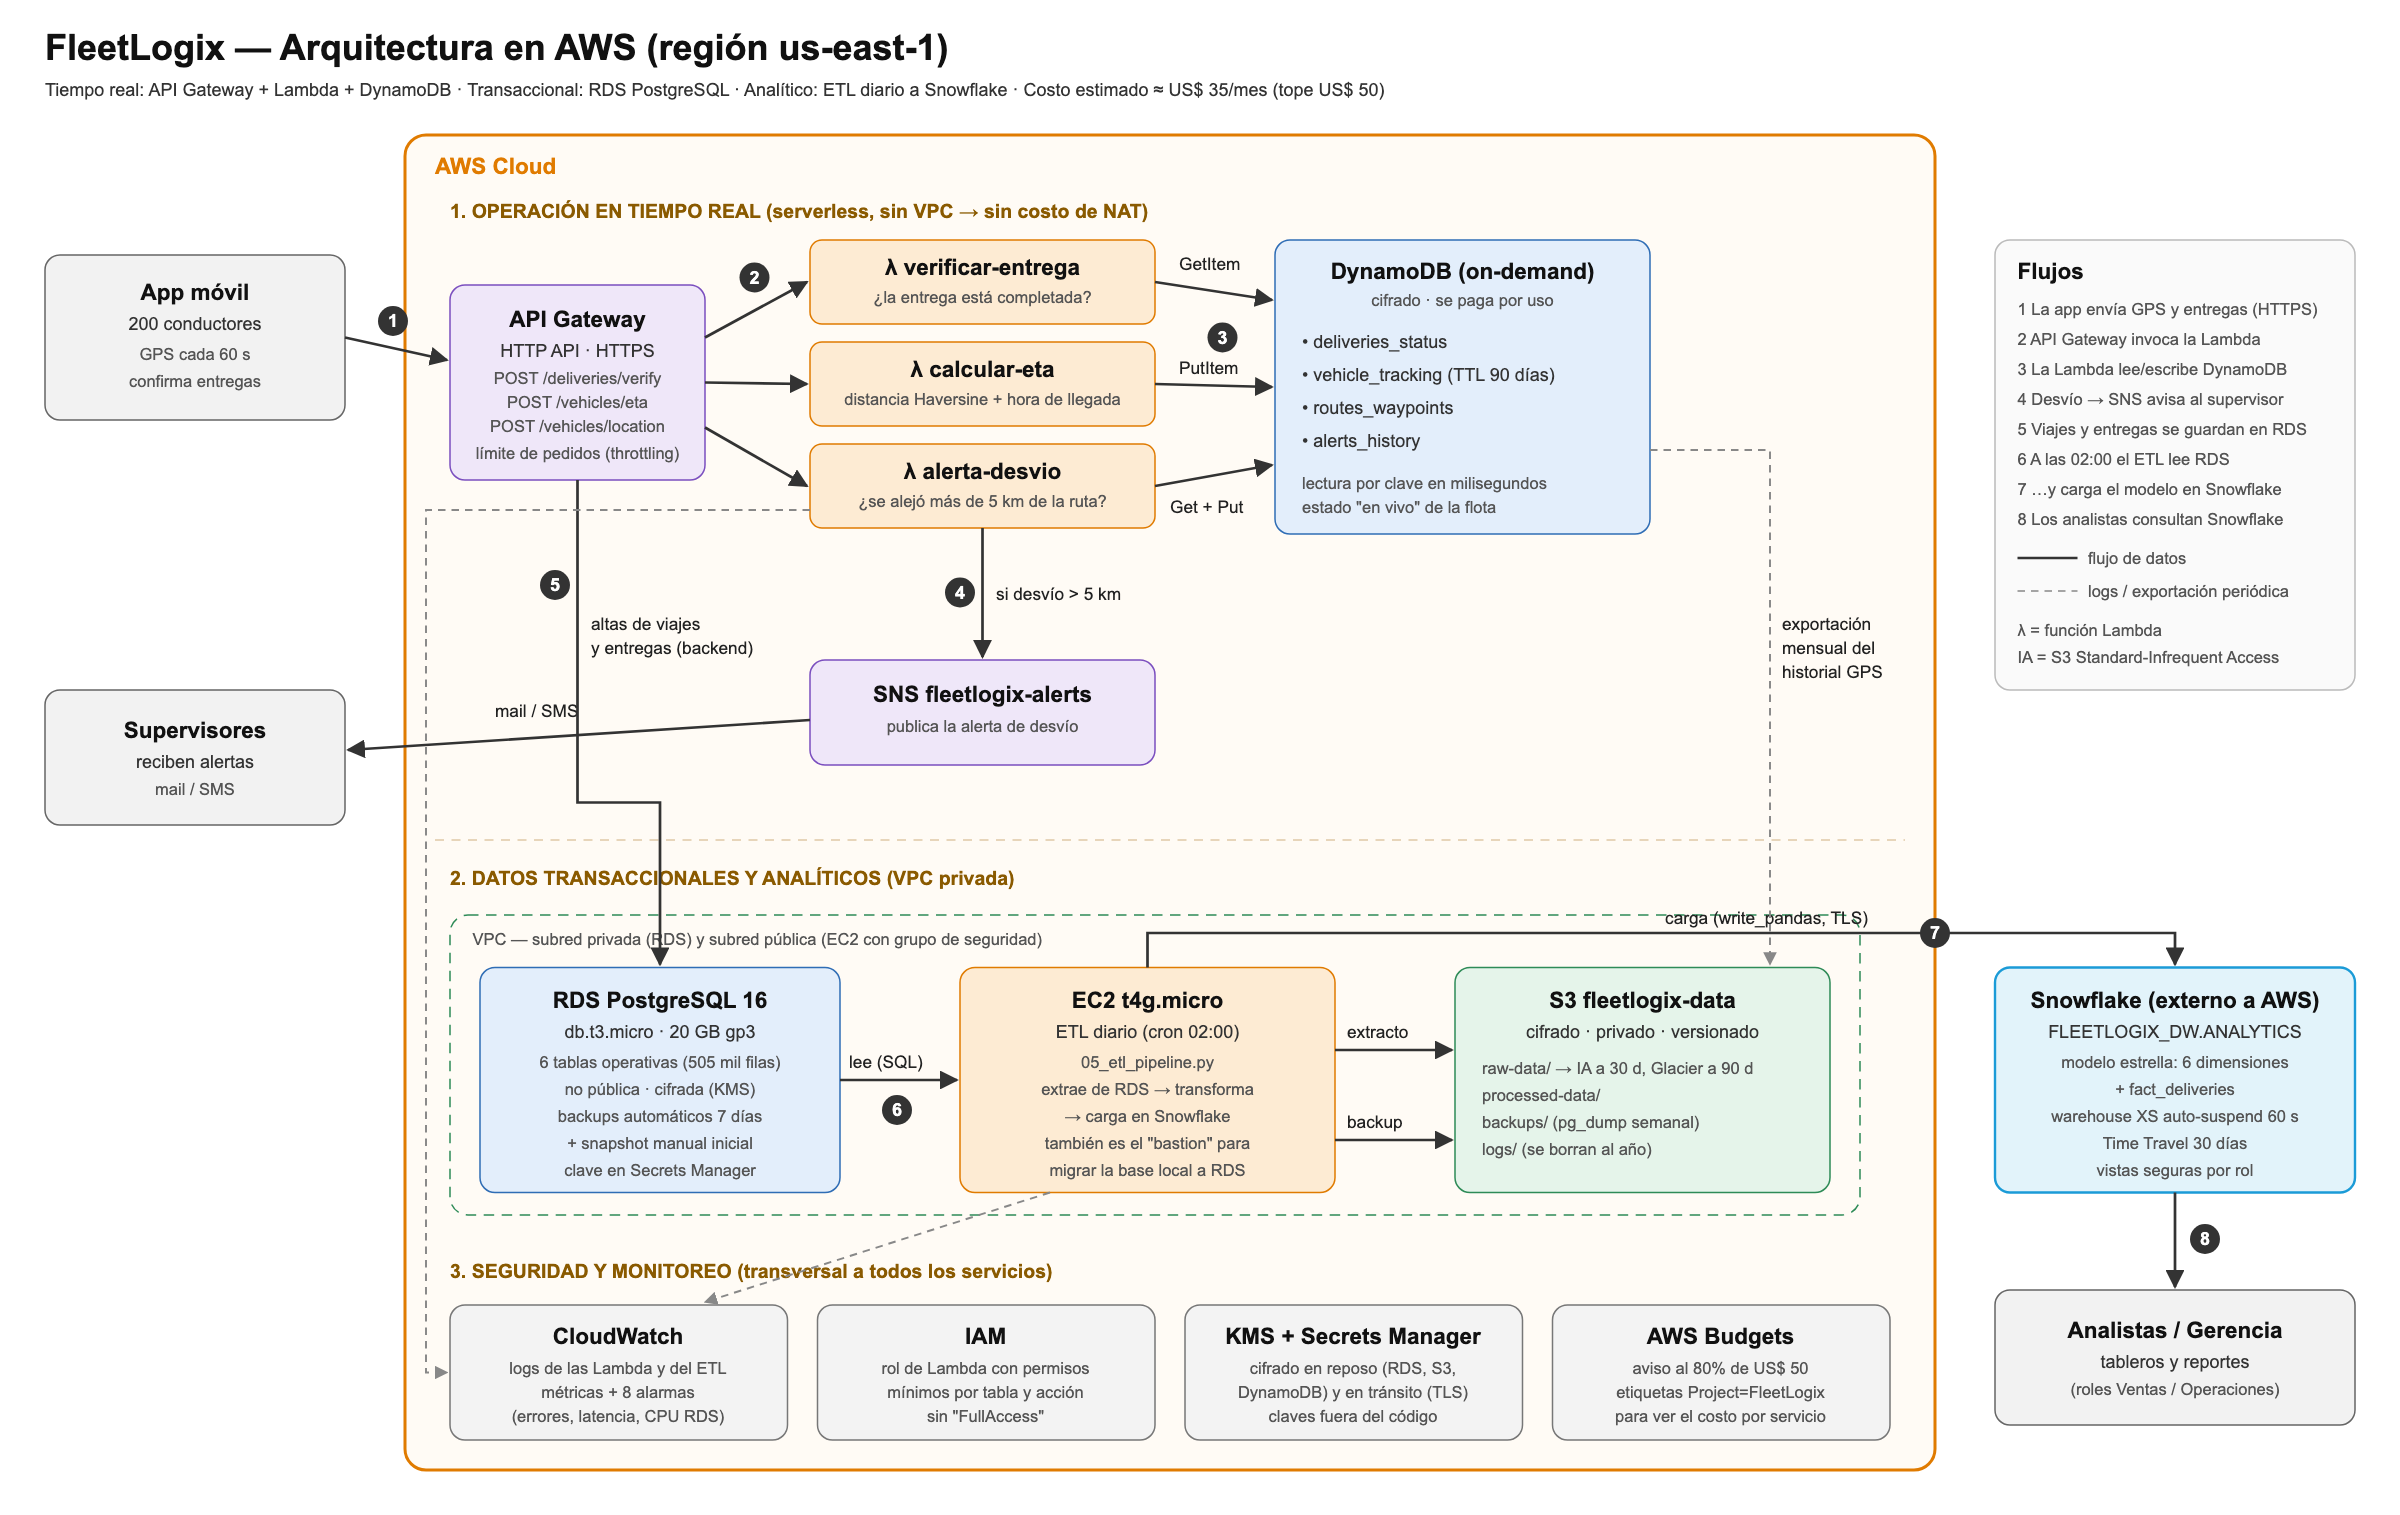 FleetLogix — Arquitectura en AWS (región us-east-1)
Tiempo real: API Gateway + Lambda + DynamoDB · Transaccional: RDS PostgreSQL · Analítico: ETL diario a Snowflake · Costo estimado ≈ US$ 35/mes (tope US$ 50)
AWS Cloud
1. OPERACIÓN EN TIEMPO REAL (serverless, sin VPC → sin costo de NAT)
App móvil
200 conductores
GPS cada 60 s
confirma entregas
1
API Gateway
HTTP API · HTTPS
POST /deliveries/verify
POST /vehicles/eta
POST /vehicles/location
límite de pedidos (throttling)
2
λ verificar-entrega
¿la entrega está completada?
λ calcular-eta
distancia Haversine + hora de llegada
λ alerta-desvio
¿se alejó más de 5 km de la ruta?
GetItem
3
PutItem
Get + Put
DynamoDB (on-demand)
cifrado · se paga por uso
• deliveries_status
• vehicle_tracking (TTL 90 días)
• routes_waypoints
• alerts_history
lectura por clave en milisegundos
estado "en vivo" de la flota
Flujos
1 La app envía GPS y entregas (HTTPS)
2 API Gateway invoca la Lambda
3 La Lambda lee/escribe DynamoDB
4 Desvío → SNS avisa al supervisor
5 Viajes y entregas se guardan en RDS
6 A las 02:00 el ETL lee RDS
7 …y carga el modelo en Snowflake
8 Los analistas consultan Snowflake
flujo de datos
logs / exportación periódica
λ = función Lambda
IA = S3 Standard-Infrequent Access
5
altas de viajes
y entregas (backend)
4
si desvío > 5 km
exportación
mensual del
historial GPS
SNS fleetlogix-alerts
publica la alerta de desvío
mail / SMS
Supervisores
reciben alertas
mail / SMS
2. DATOS TRANSACCIONALES Y ANALÍTICOS (VPC privada)
VPC — subred privada (RDS) y subred pública (EC2 con grupo de seguridad)
carga (write_pandas, TLS)
7
RDS PostgreSQL 16
db.t3.micro · 20 GB gp3
6 tablas operativas (505 mil filas)
no pública · cifrada (KMS)
backups automáticos 7 días
+ snapshot manual inicial
clave en Secrets Manager
lee (SQL)
6
EC2 t4g.micro
ETL diario (cron 02:00)
05_etl_pipeline.py
extrae de RDS → transforma
→ carga en Snowflake
también es el "bastion" para
migrar la base local a RDS
extracto
backup
S3 fleetlogix-data
cifrado · privado · versionado
raw-data/ → IA a 30 d, Glacier a 90 d
processed-data/
backups/ (pg_dump semanal)
logs/ (se borran al año)
Snowflake (externo a AWS)
FLEETLOGIX_DW.ANALYTICS
modelo estrella: 6 dimensiones
+ fact_deliveries
warehouse XS auto-suspend 60 s
Time Travel 30 días
vistas seguras por rol
8
3. SEGURIDAD Y MONITOREO (transversal a todos los servicios)
CloudWatch
logs de las Lambda y del ETL
métricas + 8 alarmas
(errores, latencia, CPU RDS)
IAM
rol de Lambda con permisos
mínimos por tabla y acción
sin "FullAccess"
KMS + Secrets Manager
cifrado en reposo (RDS, S3,
DynamoDB) y en tránsito (TLS)
claves fuera del código
AWS Budgets
aviso al 80% de US$ 50
etiquetas Project=FleetLogix
para ver el costo por servicio
Analistas / Gerencia
tableros y reportes
(roles Ventas / Operaciones)